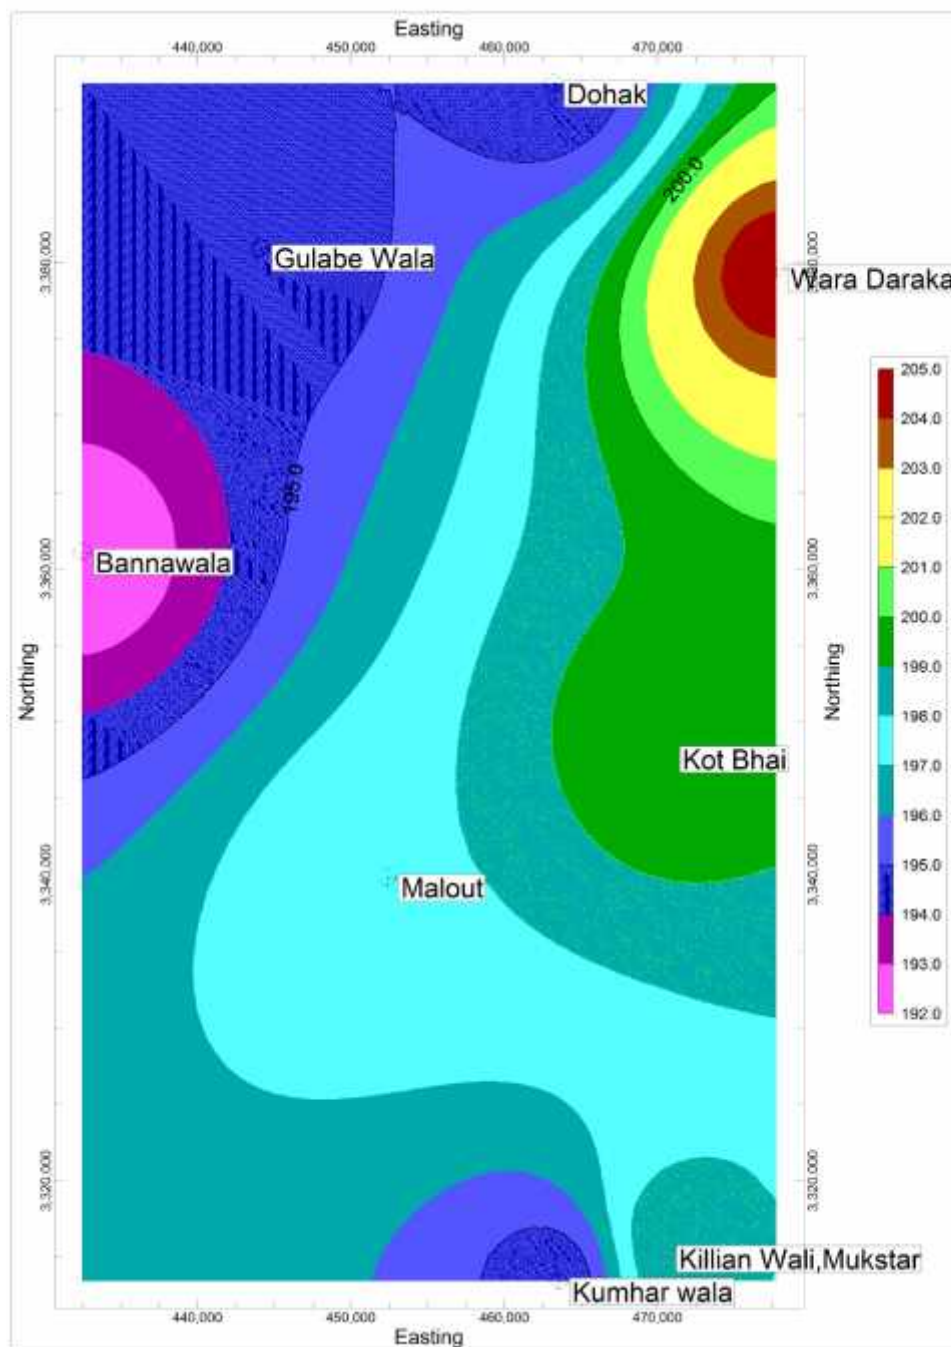 Easting
440,000 450,000 460,000 470,000
Dohak
200.0
3,380,000
Gulabe Wala
Wara Daraka
205.0
204.0
203.0
202.0
201.0
200.0
199.0
198.0
197.0
196.0
195.0
194.0
193.0
192.0
195.0
3,360,000
Bannawala
3,360,000
Northing
Northing
Kot Bhai
3,340,000
Malout
3,340,000
3,320,000
3,320,000
Killian Wali,Mukstar
Kumhar wala
440,000 450,000 460,000 470,000
Easting